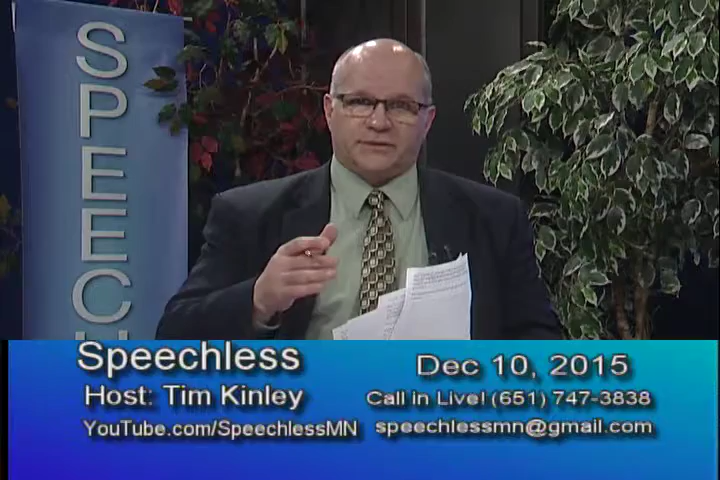 SPEECH
Speechless
Host: Tim Kinley
YouTube.com/SpeechlessMN
Dec 10, 2015
Call in Live! (651) 747-3838
speechlessmn@gmail.com